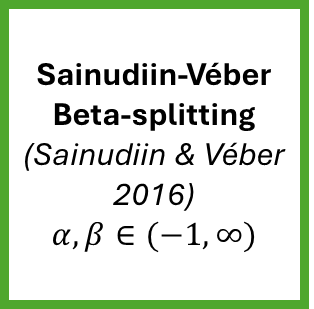 Sainudiin-Véber
Beta-splitting
(Sainudiin & Véber
2016)
𝛼, 𝛽 ∈ (−1, ∞)